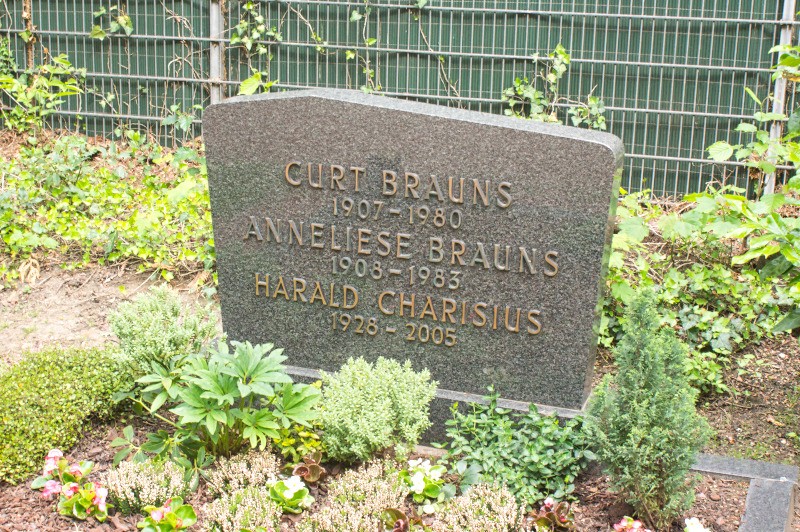 CURT BRAUNS
1907-1980
ANNELIESE BRAUNS
1908-1983
HARALD CHARISIUS
1928-2005